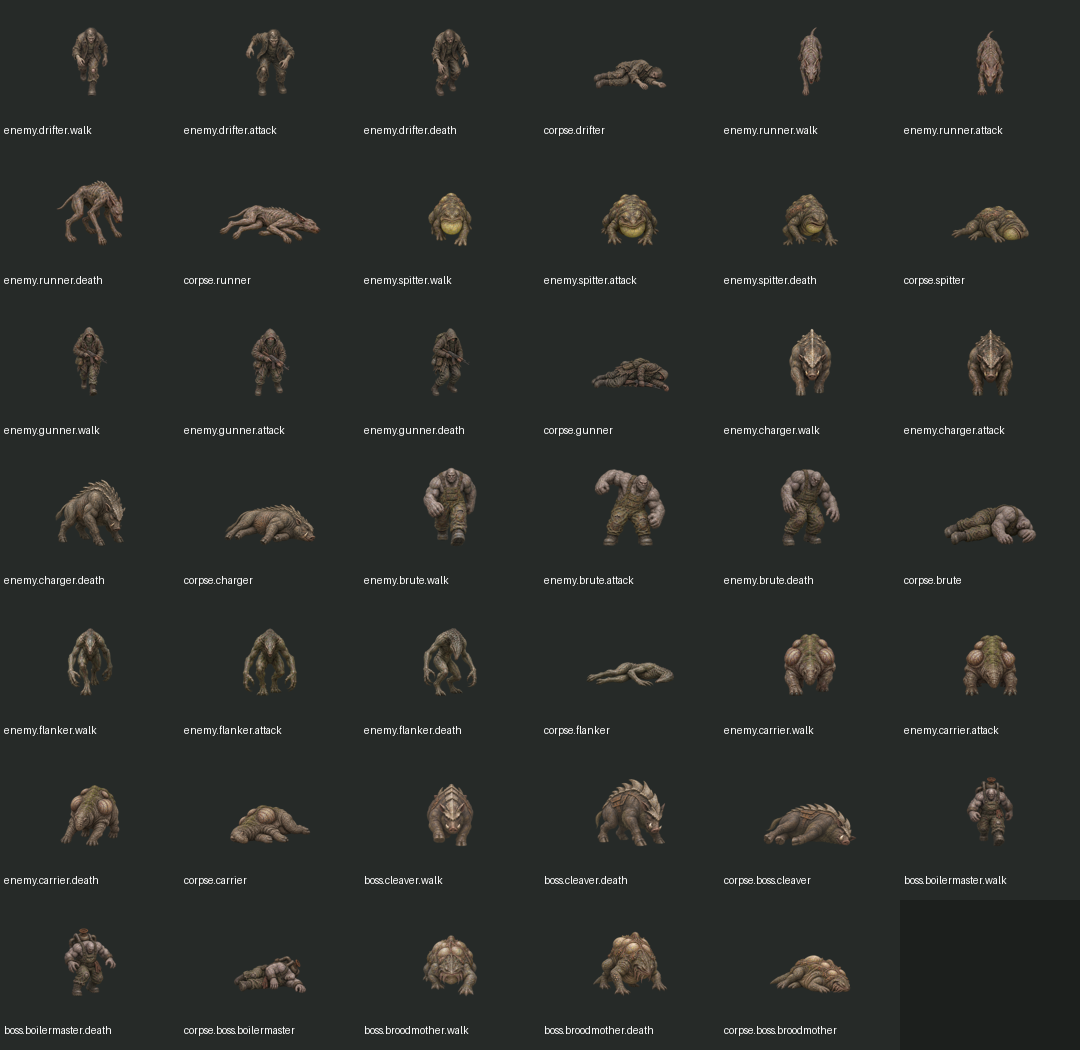 enemy.drifter.walk
enemy.drifter.attack
enemy.drifter.death
corpse.drifter
enemy.runner.walk
enemy.runner.attack
enemy.runner.death
corpse.runner
enemy.spitter.walk
enemy.spitter.attack
enemy.spitter.death
corpse.spitter
enemy.gunner.walk
enemy.gunner.attack
enemy.gunner.death
corpse.gunner
enemy.charger.walk
enemy.charger.attack
enemy.charger.death
corpse.charger
enemy.brute.walk
enemy.brute.attack
enemy.brute.death
corpse.brute
enemy.flanker.walk
enemy.flanker.attack
enemy.flanker.death
corpse.flanker
enemy.carrier.walk
enemy.carrier.attack
enemy.carrier.death
corpse.carrier
boss.cleaver.walk
boss.cleaver.death
corpse.boss.cleaver
boss.boilermaster.walk
boss.boilermaster.death
corpse.boss.boilermaster
boss.broodmother.walk
boss.broodmother.death
corpse.boss.broodmother